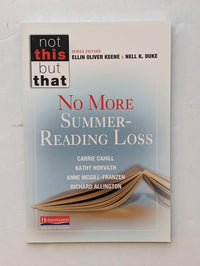 not
this
but
that
SERIES EDITORS
ELLIN OLIVER KEENE & NELL K. DUKE
NO MORE
SUMMER-
READING LOSS
CARRIE CAHILL
KATHY HORVATH
ANNE MCGILL-FRANZEN
RICHARD ALLINGTON
Heinemann